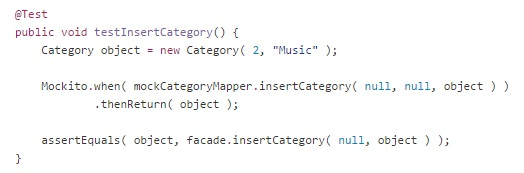 @Test
public void testInsertCategory() {
    Category object = new Category( 2, "Music" );

    Mockito.when( mockCategoryMapper.insertCategory( null, null, object ) )
            .thenReturn( object );

    assertEquals( object, facade.insertCategory( null, object ) );
}